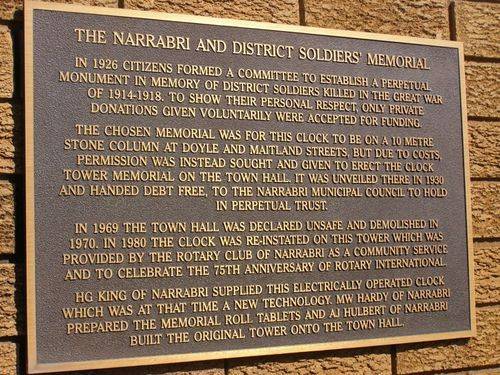 THE NARRABRI AND DISTRICT SOLDIERS' MEMORIAL
IN 1926 CITIZENS FORMED A COMMITTEE TO ESTABLISH A PERPETUAL
MONUMENT IN MEMORY OF DISTRICT SOLDIERS KILLED IN THE GREAT WAR
OF 1914-1918. TO SHOW THEIR PERSONAL RESPECT, ONLY PRIVATE
DONATIONS GIVEN VOLUNTARILY WERE ACCEPTED FOR FUNDING.
THE CHOSEN MEMORIAL WAS FOR THIS CLOCK TO BE ON A 10 METRE
STONE COLUMN AT DOYLE AND MAITLAND STREETS, BUT DUE TO COSTS,
PERMISSION WAS INSTEAD SOUGHT AND GIVEN TO ERECT THE CLOCK
TOWER MEMORIAL ON THE TOWN HALL. IT WAS UNVEILED THERE IN 1930
AND HANDED DEBT FREE, TO THE NARRABRI MUNICIPAL COUNCIL TO HOLD
IN PERPETUAL TRUST.
IN 1969 THE TOWN HALL WAS DECLARED UNSAFE AND DEMOLISHED IN
1970. IN 1980 THE CLOCK WAS RE-INSTATED ON THIS TOWER WHICH WAS
PROVIDED BY THE ROTARY CLUB OF NARRABRI AS A COMMUNITY SERVICE
AND TO CELEBRATE THE 75TH ANNIVERSARY OF ROTARY INTERNATIONAL.
HG KING OF NARRABRI SUPPLIED THIS ELECTRICALLY OPERATED CLOCK
WHICH WAS AT THAT TIME A NEW TECHNOLOGY. MW HARDY OF NARRABRI
PREPARED THE MEMORIAL ROLL TABLETS AND AJ HULBERT OF NARRABRI
BUILT THE ORIGINAL TOWER ONTO THE TOWN HALL.